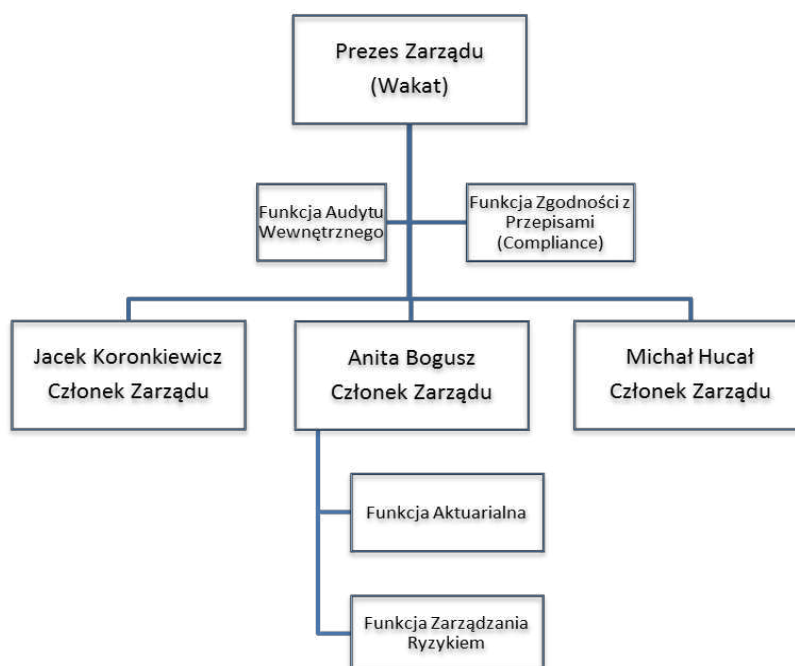 Prezes Zarządu
(Wakat)
Funkcja Audytu
Wewnętrznego
Funkcja Zgodności z
Przepisami
(Compliance)
Jacek Koronkiewicz
Członek Zarządu
Anita Bogusz
Członek Zarządu
Michał Hucał
Członek Zarządu
Funkcja Aktuarialna
Funkcja Zarządzania
Ryzykiem